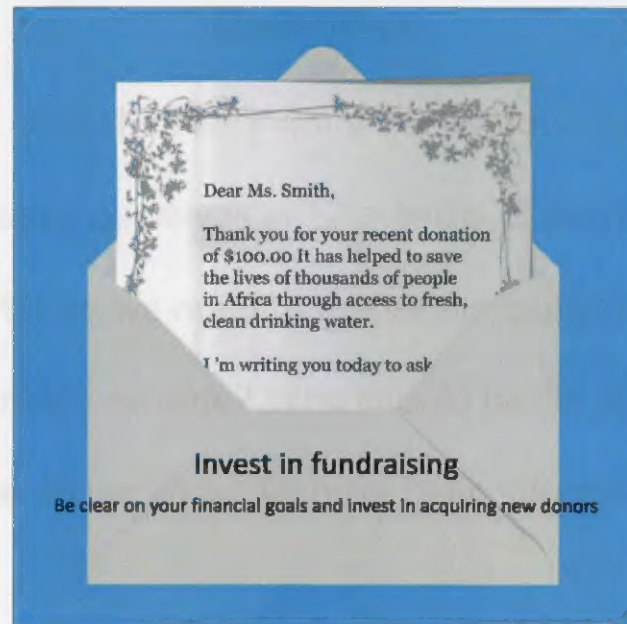 Dear Ms. Smith,
Thank you for your recent donation
of $100.00 It has helped to save
the lives of thousands of people
in Africa through access to fresh,
clean drinking water.
I 'm writing you today to ask
Invest in fundraising
Be clear on your financial goals and invest in acquiring new donors